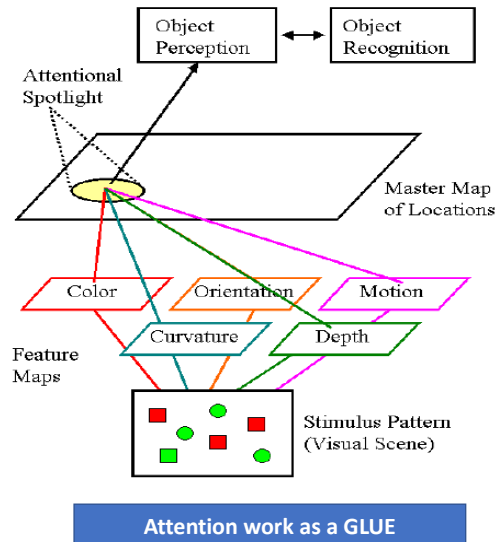 Object
Perception
Object
Recognition
Attentional
Spotlight
Master Map
of Locations
Color
Orientation
Motion
Curvature
Depth
Feature
Maps
Stimulus Pattern
(Visual Scene)
Attention work as a GLUE